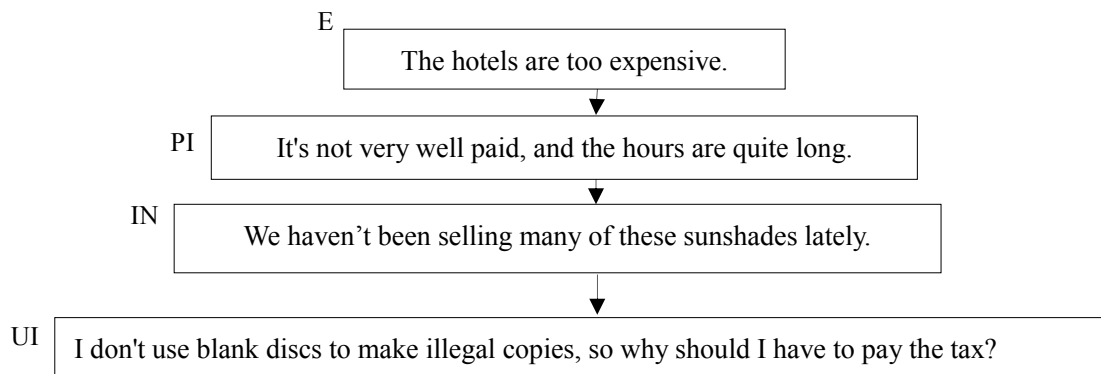 E
The hotels are too expensive.
PI
It's not very well paid, and the hours are quite long.
IN
We haven’t been selling many of these sunshades lately.
UI
I don't use blank discs to make illegal copies, so why should I have to pay the tax?